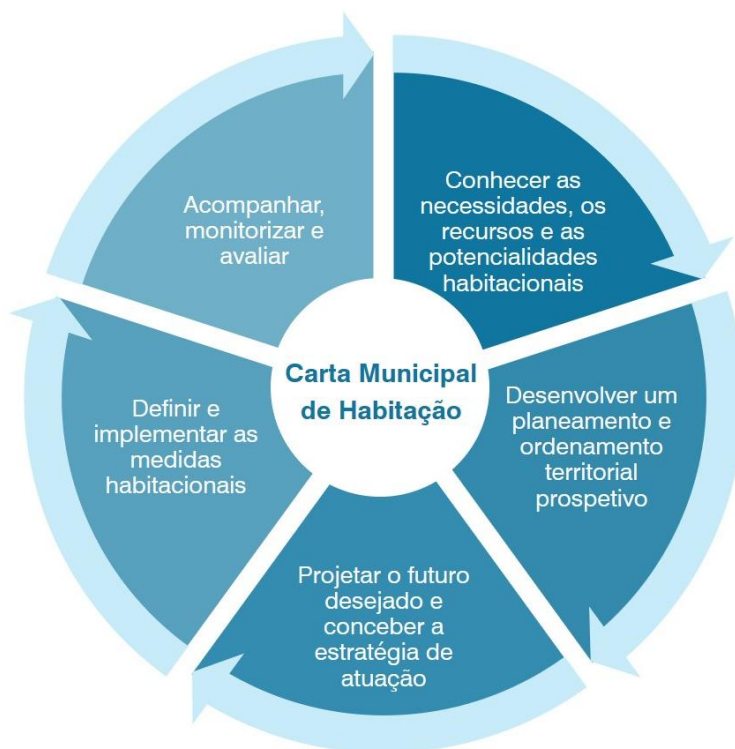 Carta Municipal
de Habitação
Conhecer as
necessidades, os
recursos e as
potencialidades
habitacionais
Desenvolver um
planeamento e
ordenamento
territorial
prospetivo
Projetar o futuro
desejado e
conceber a
estratégia de
atuação
Definir e
implementar as
medidas
habitacionais
Acompanhar,
monitorizar e
avaliar